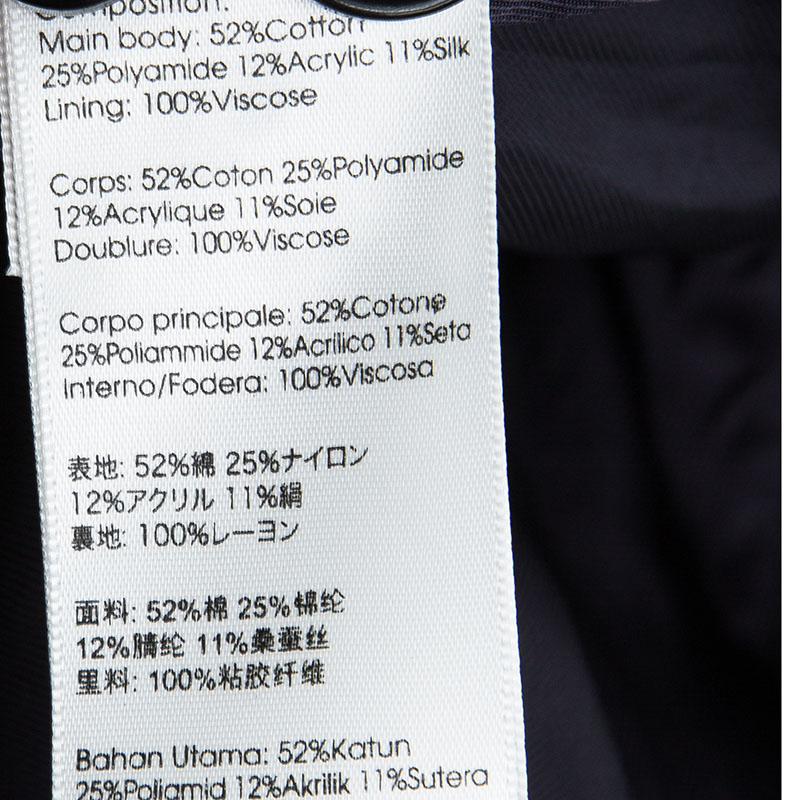 Composition:
Main body: 52%Cotton
25%Polyamide 12%Acrylic 11%Silk
Lining: 100%Viscose
Corps: 52%Coton 25%Polyamide
12%Acrylique 11%Soie
Doublure: 100%Viscose
Corpo principale: 52%Cotone
25%Poliammide 12%Acrilico 11%Seta
Interno/Fodera: 100%Viscosa
表地: 52%綿 25%ナイロン
12%アクリル 11%絹
裏地: 100%レーヨン
面料: 52%棉 25%锦纶
12%腈纶 11%桑蚕丝
里料: 100%粘胶纤维
Bahan Utama: 52%Katun
25%Poliamid 12%Akrilik 11%Sutera